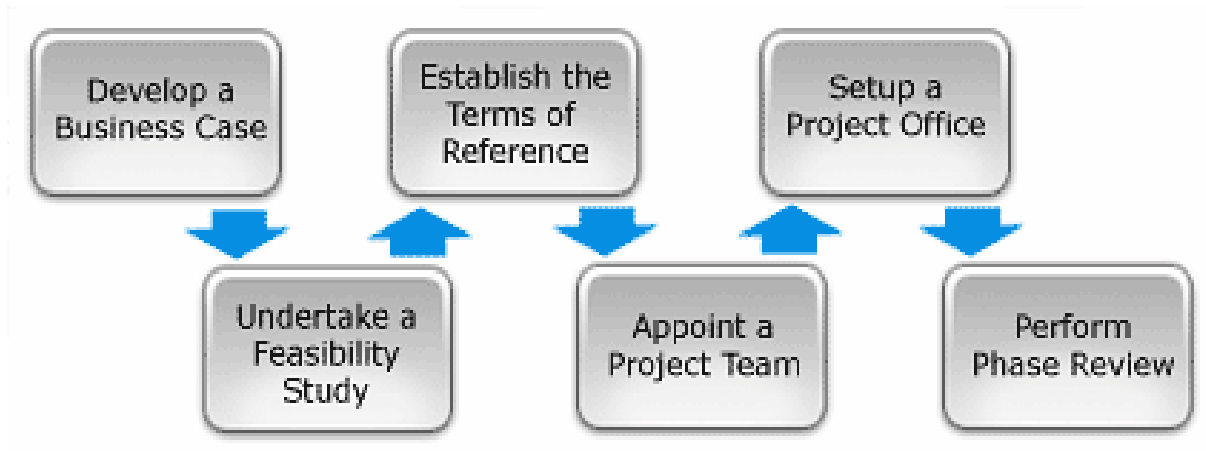 Develop a
Business Case
Undertake a
Feasibility
Study
Establish the
Terms of
Reference
Appoint a
Project Team
Setup a
Project Office
Perform
Phase Review